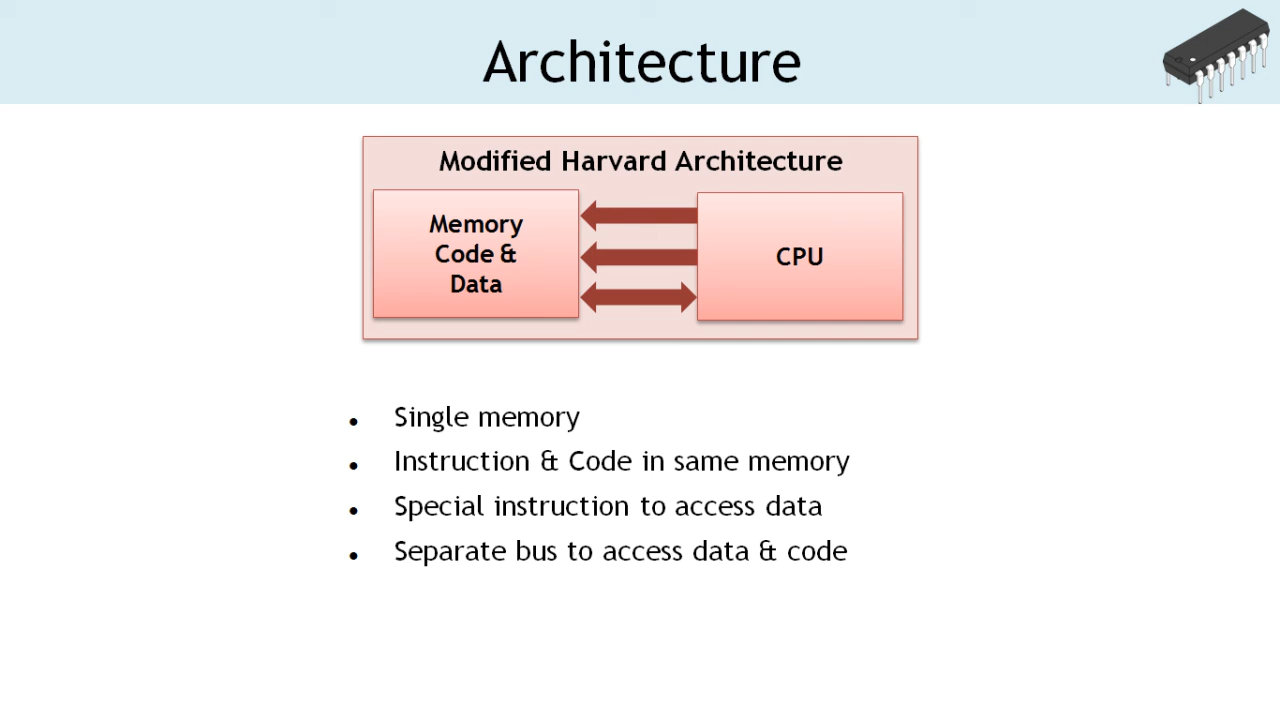 Architecture
Modified Harvard Architecture
Memory
Code &
Data
CPU
• Single memory
• Instruction & Code in same memory
• Special instruction to access data
• Separate bus to access data & code